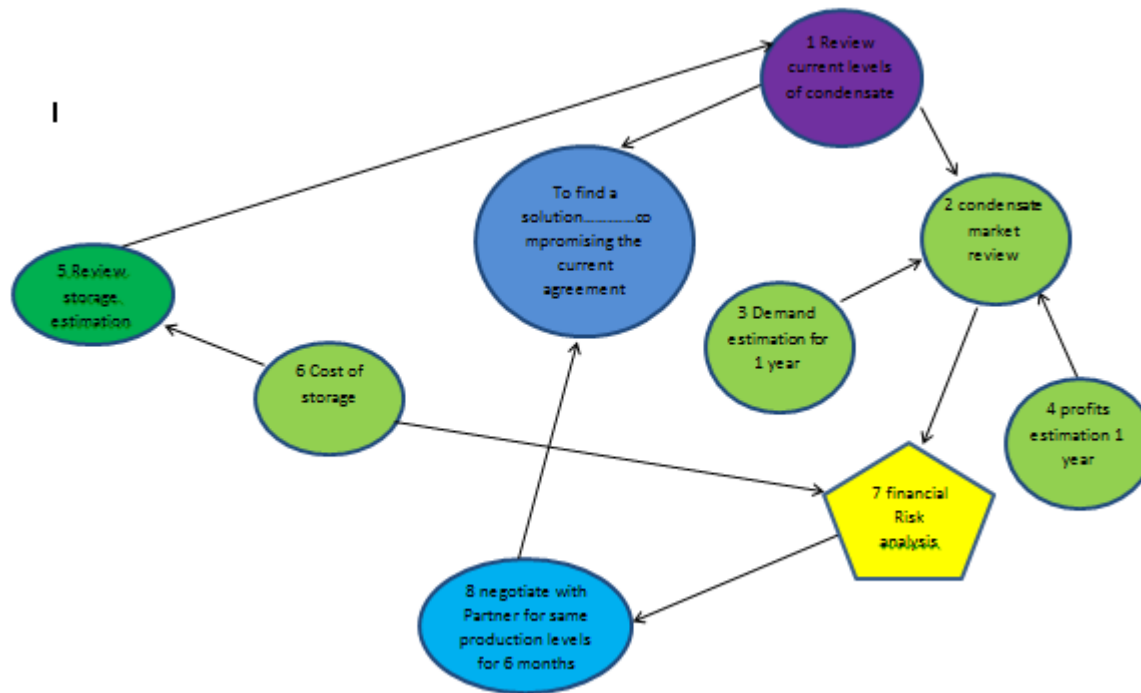 1 Review
current levels
of condensate
I
To find a
solution..............co
mpromising the
current
agreement
2 condensate
market
review
5 Review
storage
estimation
3 Demand
estimation for
1 year
6 Cost of
storage
4 profits
estimation 1
year
7 financial
Risk
analysis
8 negotiate with
Partner for same
production levels
for 6 months